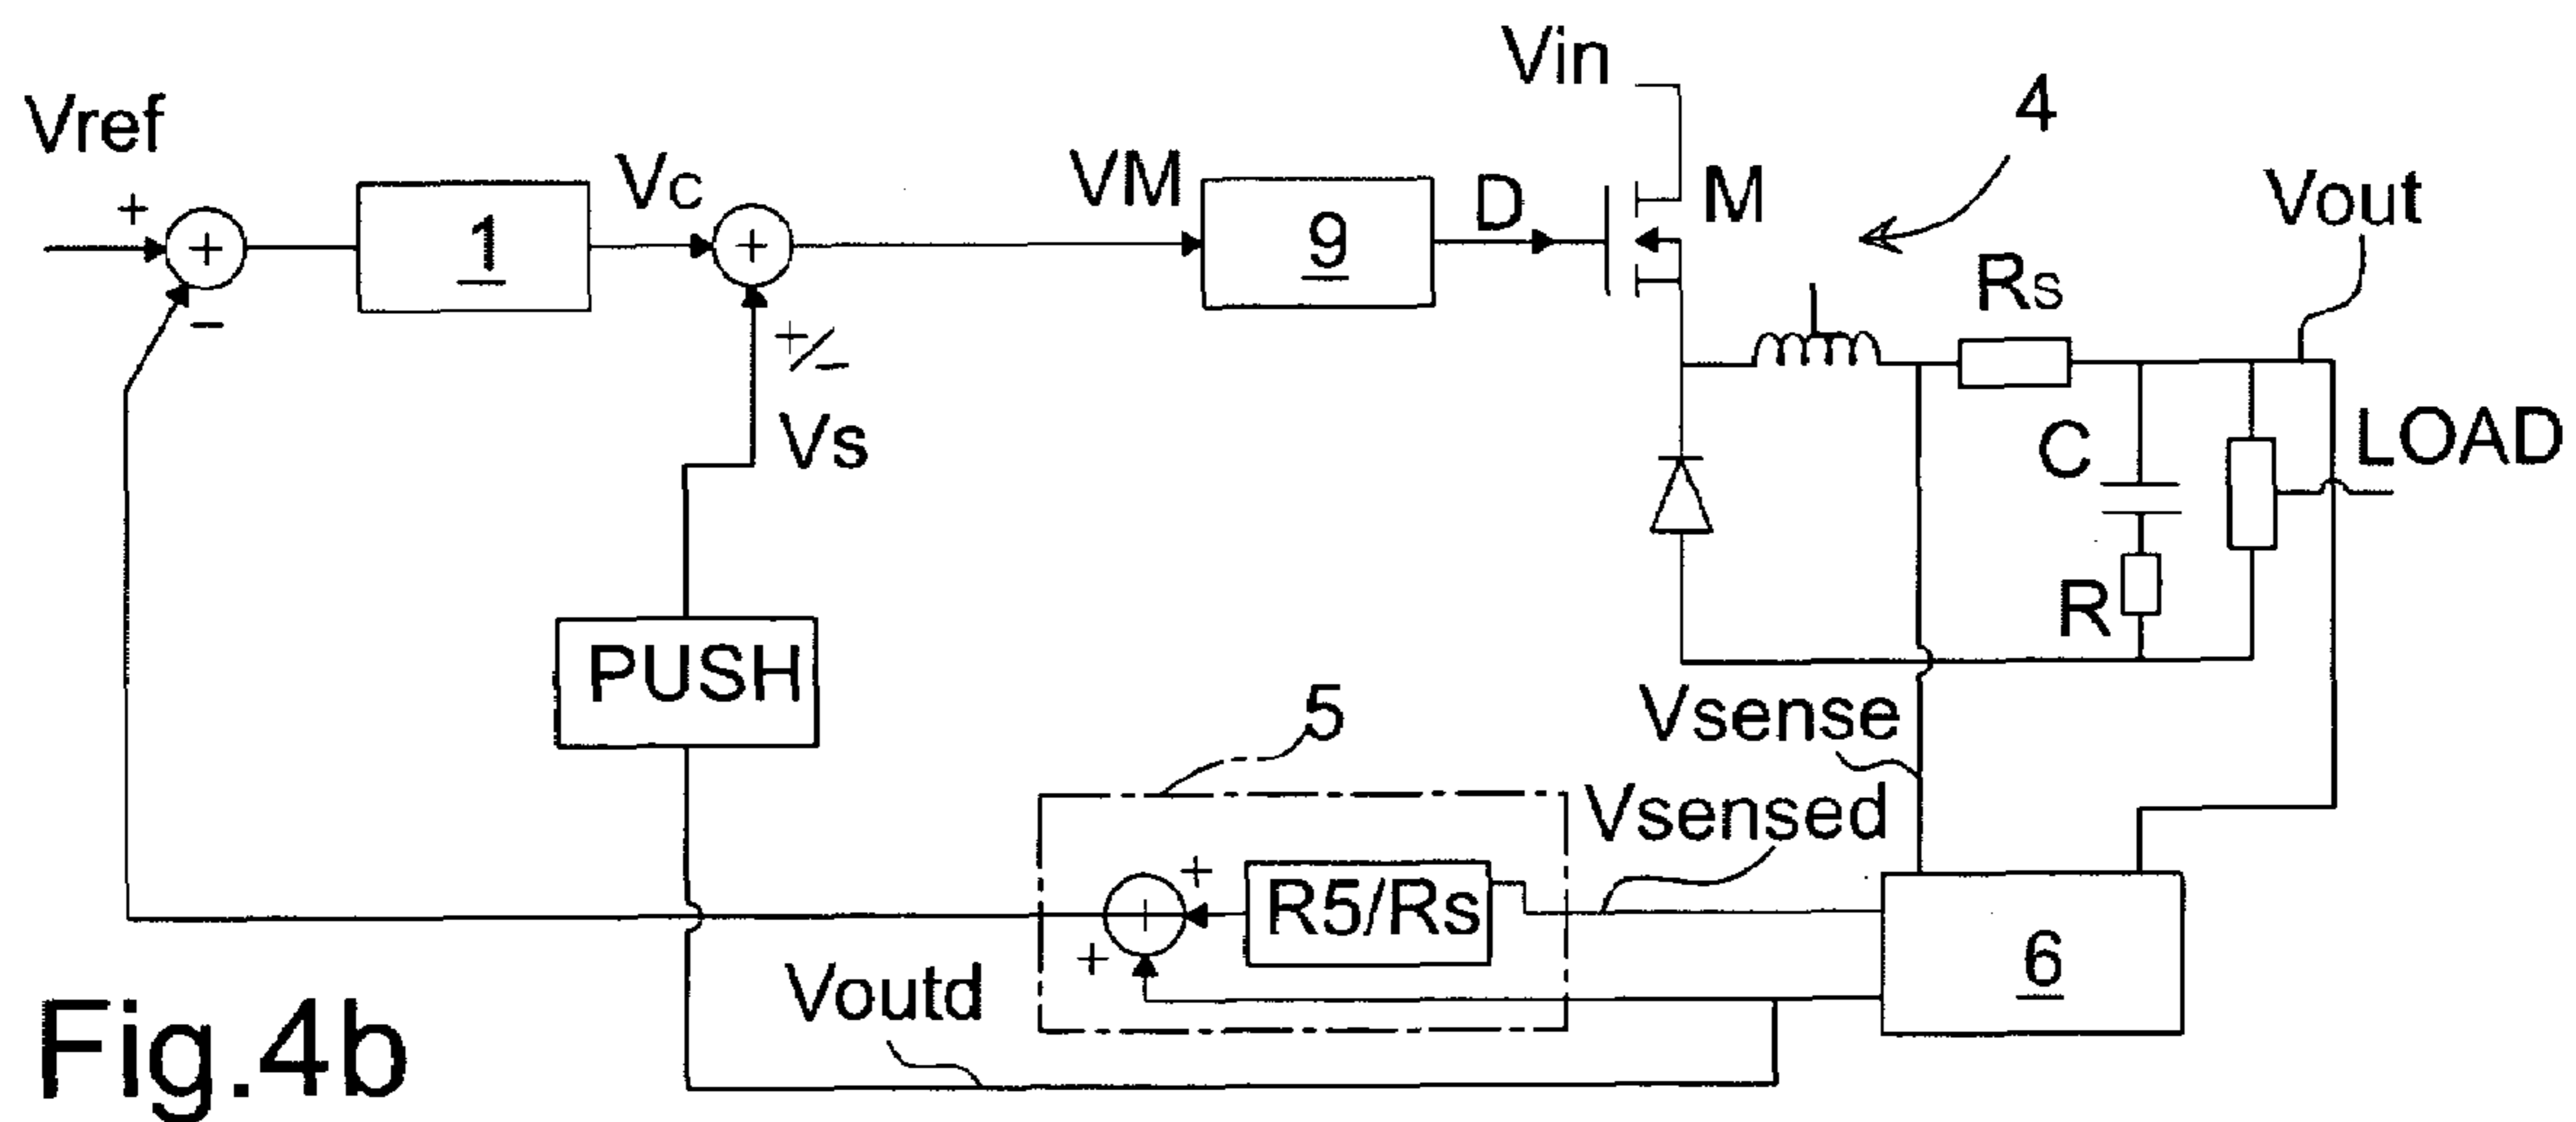 Vin
4
Vref
+
+
1
Vc
+
VM
9
D
M
Rs
Vout
−
+/−
Vs
C
LOAD
R
PUSH
5
Vsense
Vsensed
+
+
R5/Rs
+
6
Voutd
Fig.4b